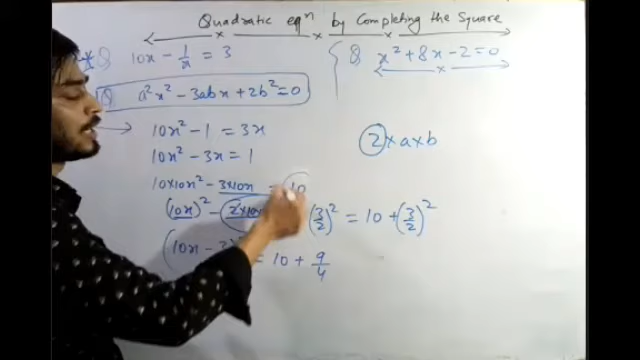 Quadratic eqⁿ by Completing the Square
* Q 10x - 1/x = 3
Q x² + 8x - 2 = 0
Q a²x² - 3abx + 2b² = 0
10x² - 1 = 3x
2×a×b
10x² - 3x = 1
10×10x² - 3×10x = 10
(10x)² - (3/2)² = 10 + (3/2)²
(10x - = 10 + 9/4